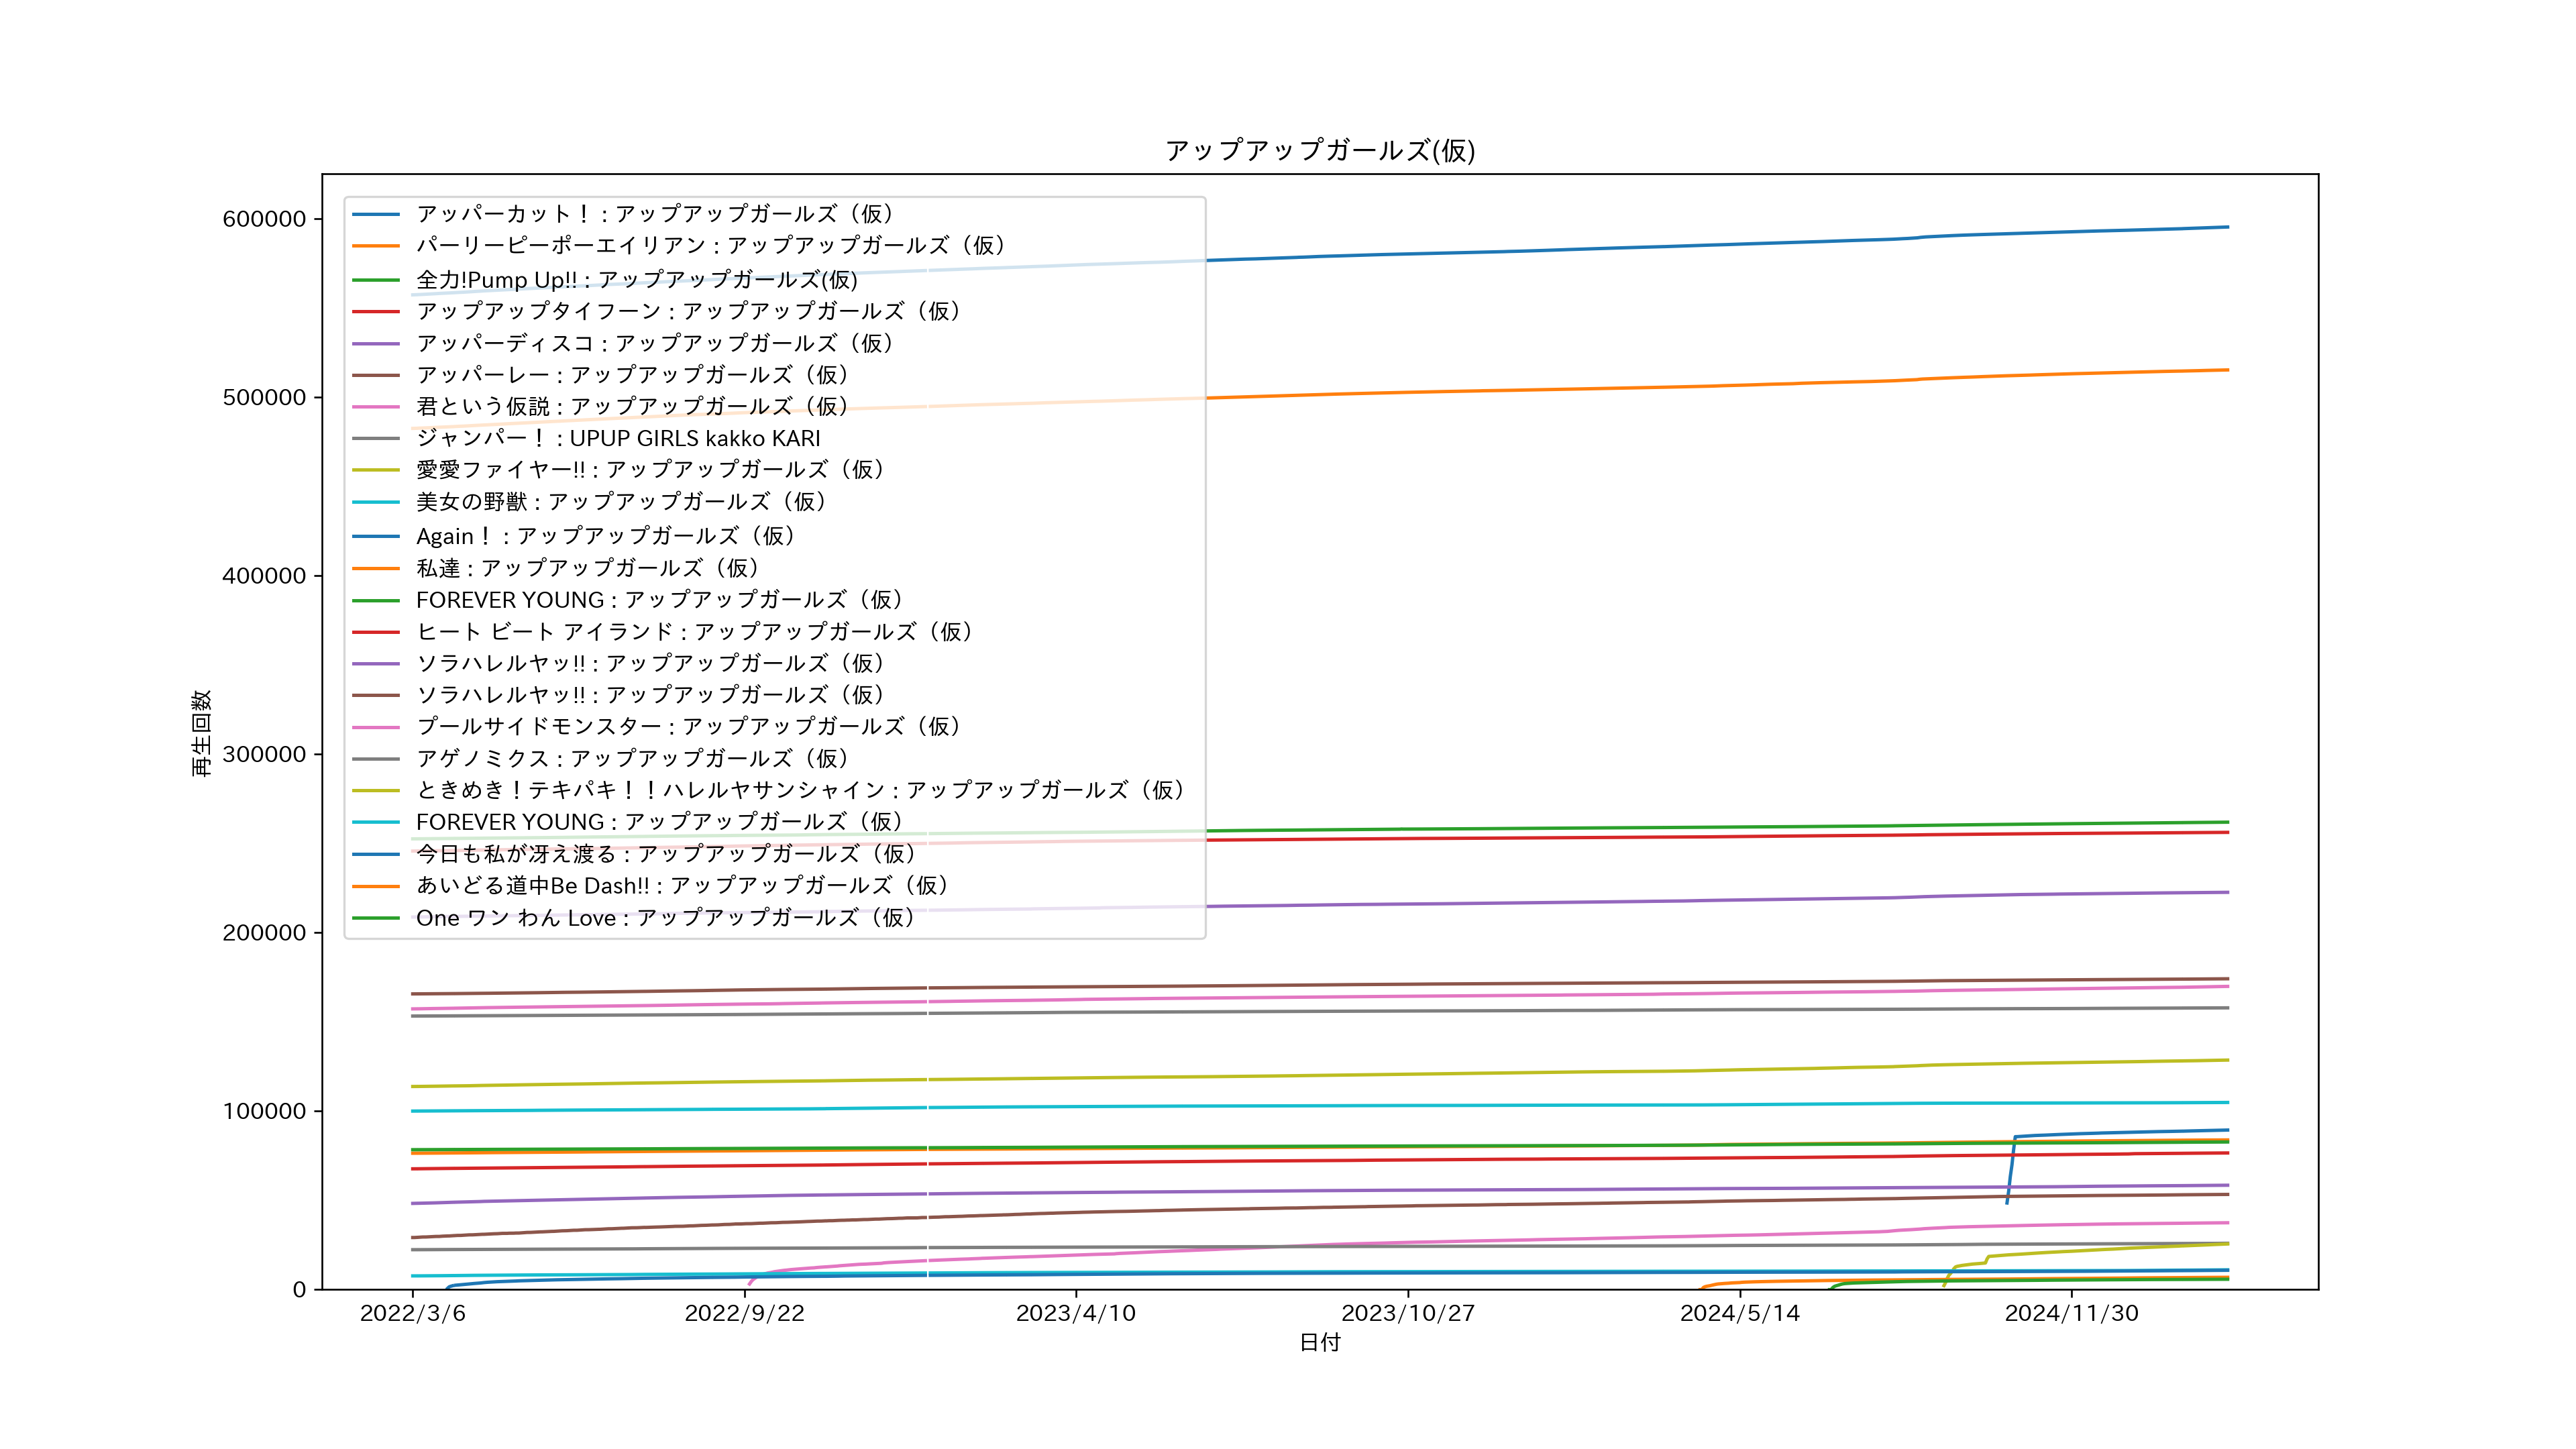 アップアップガールズ(仮)
600000
500000
400000
300000
200000
100000
0
再生回数
アッパーカット！ : アップアップガールズ（仮）
パーリーピーポーエイリアン : アップアップガールズ（仮）
全力!Pump Up!! : アップアップガールズ(仮)
アップアップタイフーン : アップアップガールズ（仮）
アッパーディスコ : アップアップガールズ（仮）
アッパーレー : アップアップガールズ（仮）
君という仮説 : アップアップガールズ（仮）
ジャンパー！ : UPUP GIRLS kakko KARI
愛愛ファイヤー!! : アップアップガールズ（仮）
美女の野獣 : アップアップガールズ（仮）
Again！ : アップアップガールズ（仮）
私達 : アップアップガールズ（仮）
FOREVER YOUNG : アップアップガールズ（仮）
ヒート ビート アイランド : アップアップガールズ（仮）
ソラハレルヤッ!! : アップアップガールズ（仮）
ソラハレルヤッ!! : アップアップガールズ（仮）
プールサイドモンスター : アップアップガールズ（仮）
アゲノミクス : アップアップガールズ（仮）
ときめき！テキパキ！！ハレルヤサンシャイン : アップアップガールズ（仮）
FOREVER YOUNG : アップアップガールズ（仮）
今日も私が冴え渡る : アップアップガールズ（仮）
あいどる道中Be Dash!! : アップアップガールズ（仮）
One ワン わん Love : アップアップガールズ（仮）
2022/3/6
2022/9/22
2023/4/10
2023/10/27
2024/5/14
2024/11/30
日付